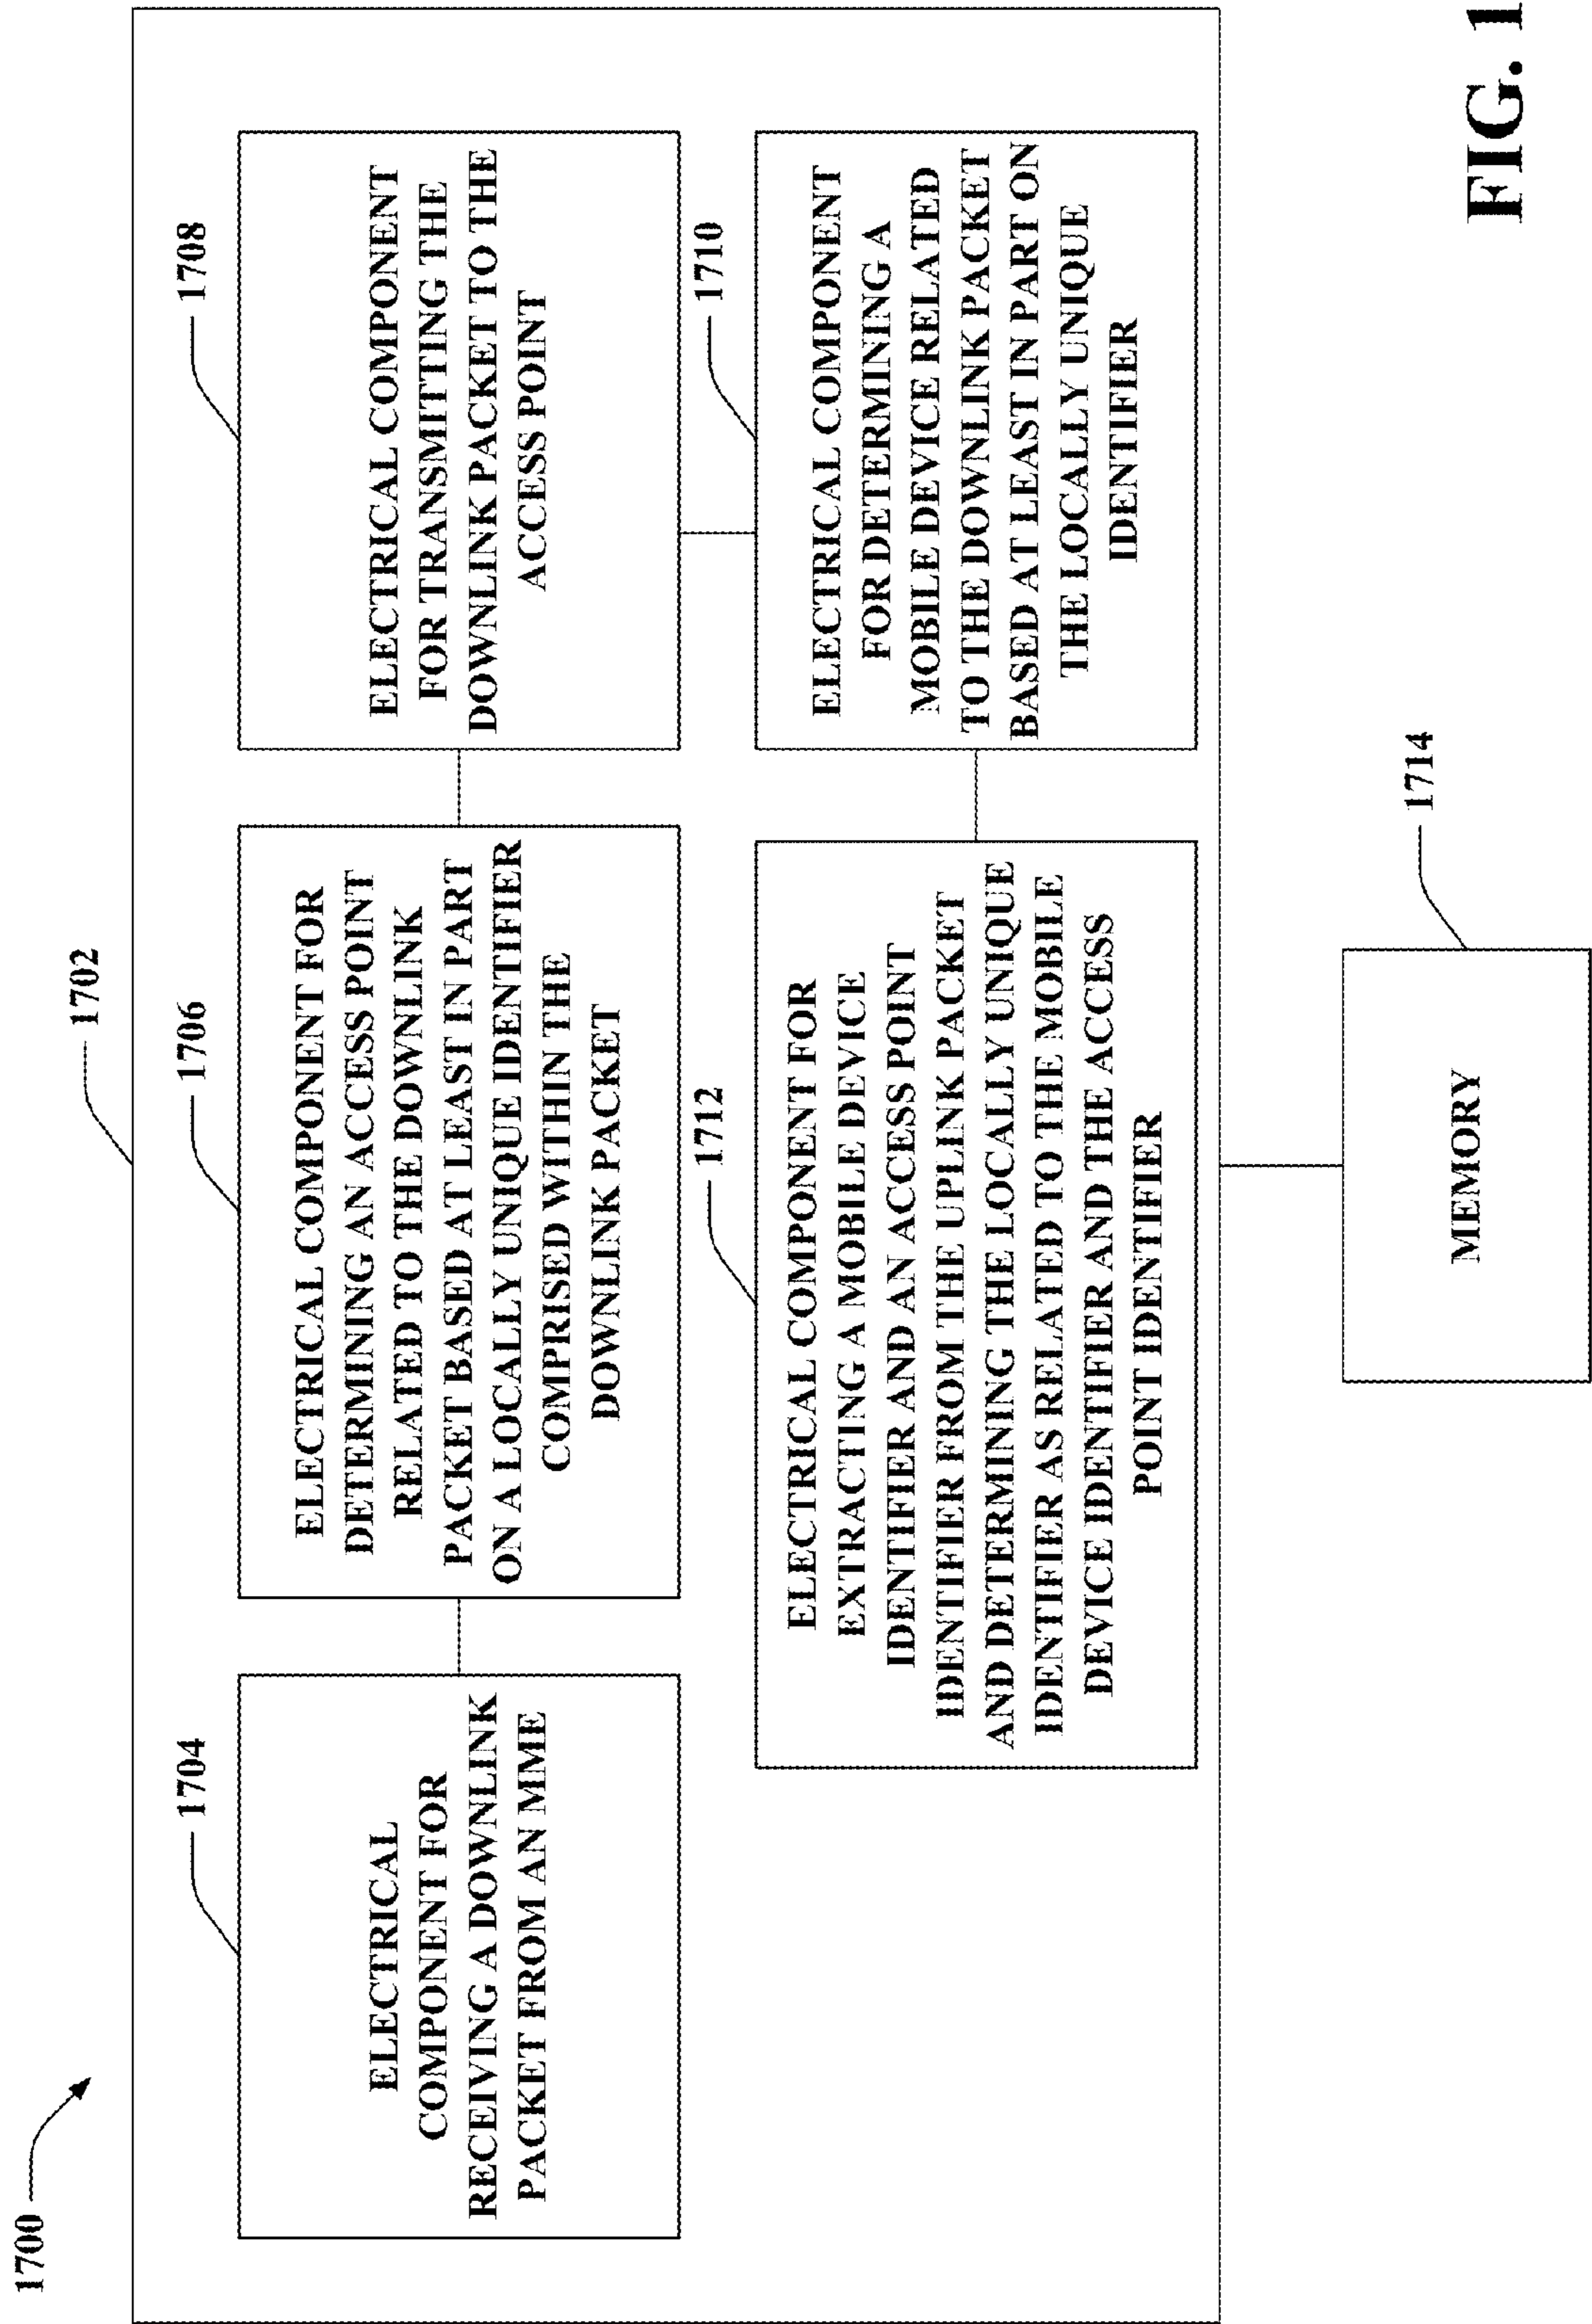 1700
1702
1704
ELECTRICAL
COMPONENT FOR
RECEIVING A DOWNLINK
PACKET FROM AN MME
1706
ELECTRICAL COMPONENT FOR
DETERMINING AN ACCESS POINT
RELATED TO THE DOWNLINK
PACKET BASED AT LEAST IN PART
ON A LOCALLY UNIQUE IDENTIFIER
COMPRISED WITHIN THE
DOWNLINK PACKET
1708
ELECTRICAL COMPONENT
FOR TRANSMITTING THE
DOWNLINK PACKET TO THE
ACCESS POINT
1712
ELECTRICAL COMPONENT FOR
EXTRACTING A MOBILE DEVICE
IDENTIFIER AND AN ACCESS POINT
IDENTIFIER FROM THE UPLINK PACKET
AND DETERMINING THE LOCALLY UNIQUE
IDENTIFIER AS RELATED TO THE MOBILE
DEVICE IDENTIFIER AND THE ACCESS
POINT IDENTIFIER
1710
ELECTRICAL COMPONENT
FOR DETERMINING A
MOBILE DEVICE RELATED
TO THE DOWNLINK PACKET
BASED AT LEAST IN PART ON
THE LOCALLY UNIQUE
IDENTIFIER
1714
MEMORY
FIG. 1